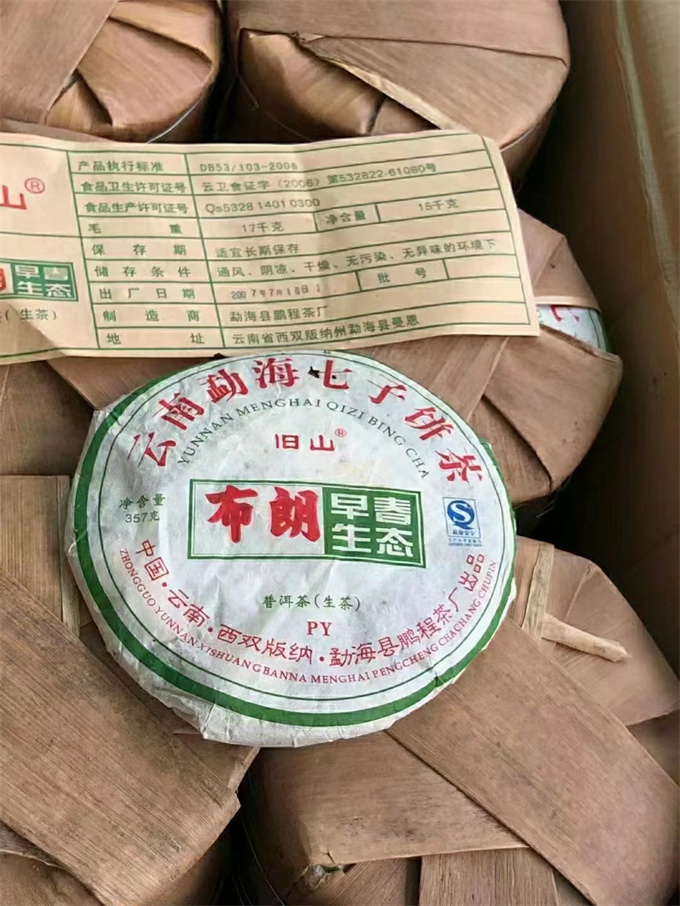 产品执行标准 DB53/103-2006
食品卫生许可证号 云卫食证字（2006）第532822-61080号
食品生产许可证号 Qs5328 1401 0300
毛重 17千克 净含量 15千克
保存期 适宜长期保存
储存条件 通风、阴凉、干燥、无污染、无异味的环境下
出厂日期 批号
制造商 勐海县鹏程茶厂
地址 云南省西双版纳州勐海县曼恩
山®
早春
生态
（生茶）
云南勐海七子饼茶
YUNNAN MENGHAI QIZI BING CHA
旧山®
净含量
357克
布朗 早春
生态
普洱茶（生茶）
PY
中国·云南·西双版纳·勐海县鹏程茶厂出品
ZHONGGUO YUNNAN XISHUANG BANNA MENGHAI PENGCHENG CHACHANG CHUPIN